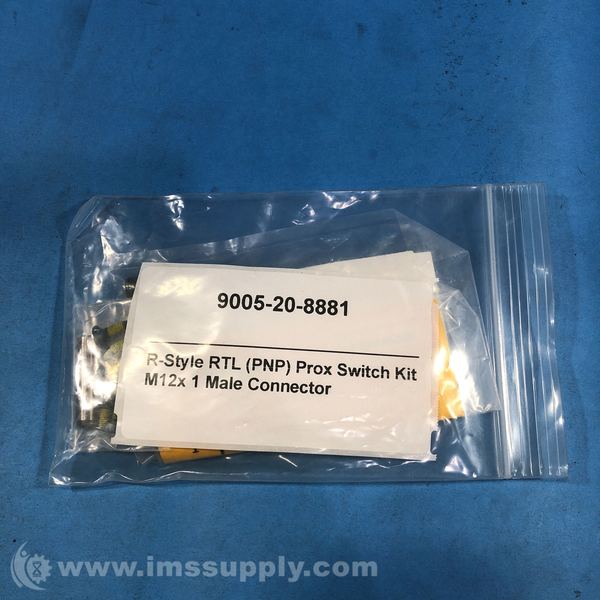 9005-20-8881
R-Style RTL (PNP) Prox Switch Kit
M12x 1 Male Connector
www.imssupply.com